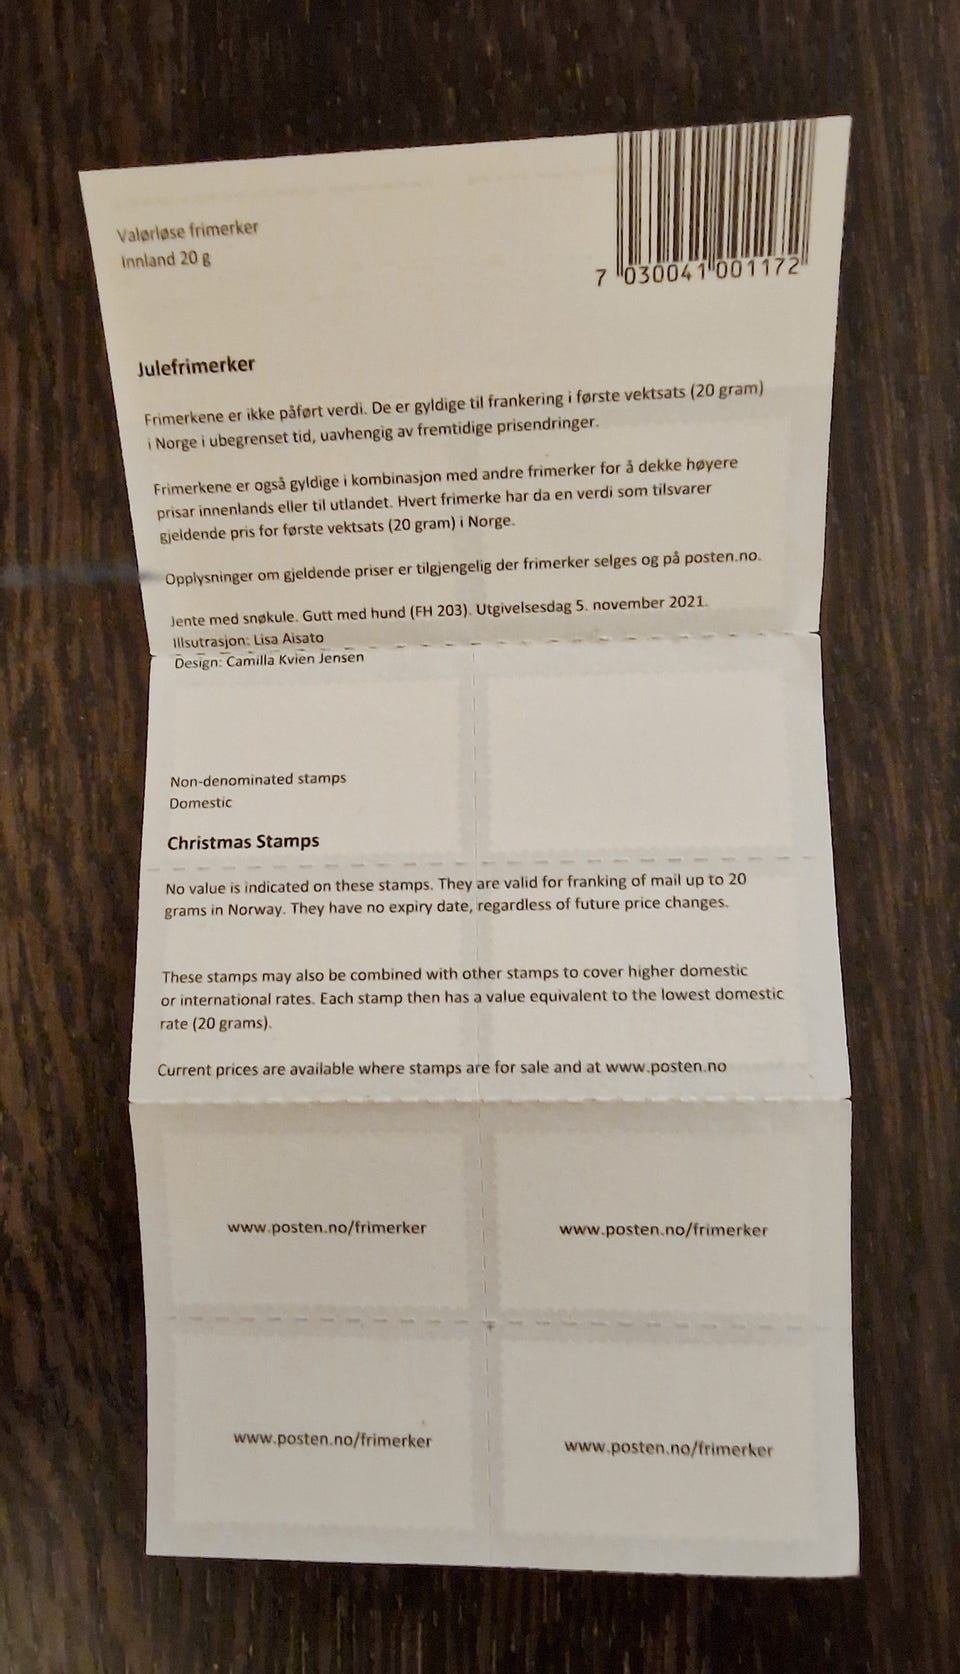 Valørløse frimerker
Innland 20 g
7 030041 001172
Julefrimerker
Frimerkene er ikke påført verdi. De er gyldige til frankering i første vektsats (20 gram)
i Norge i ubegrenset tid, uavhengig av fremtidige prisendringer.
Frimerkene er også gyldige i kombinasjon med andre frimerker for å dekke høyere
prisar innenlands eller til utlandet. Hvert frimerke har da en verdi som tilsvarer
gjeldende pris for første vektsats (20 gram) i Norge.
Opplysninger om gjeldende priser er tilgjengelig der frimerker selges og på posten.no.
Jente med snøkule. Gutt med hund (FH 203). Utgivelsesdag 5. november 2021.
Illsutrasjon: Lisa Aisato
Design: Camilla Kvien Jensen
Non-denominated stamps
Domestic
Christmas Stamps
No value is indicated on these stamps. They are valid for franking of mail up to 20
grams in Norway. They have no expiry date, regardless of future price changes.
These stamps may also be combined with other stamps to cover higher domestic
or international rates. Each stamp then has a value equivalent to the lowest domestic
rate (20 grams).
Current prices are available where stamps are for sale and at www.posten.no
www.posten.no/frimerker
www.posten.no/frimerker
www.posten.no/frimerker
www.posten.no/frimerker